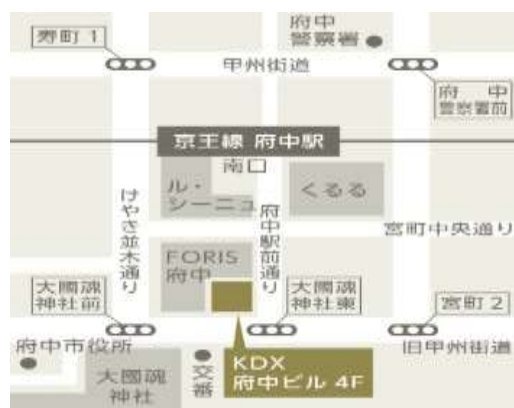 府中
警察署
寿町 1
甲州街道
府中
警察署前
京王線 府中駅
南口
ル・
シーニュ
くるる
けやき並木通り
府中駅前通り
宮町中央通り
FORIS
府中
大國魂
神社前
大國魂
神社東
宮町 2
府中市役所
旧甲州街道
KDX
府中ビル 4F
交番
大國魂
神社